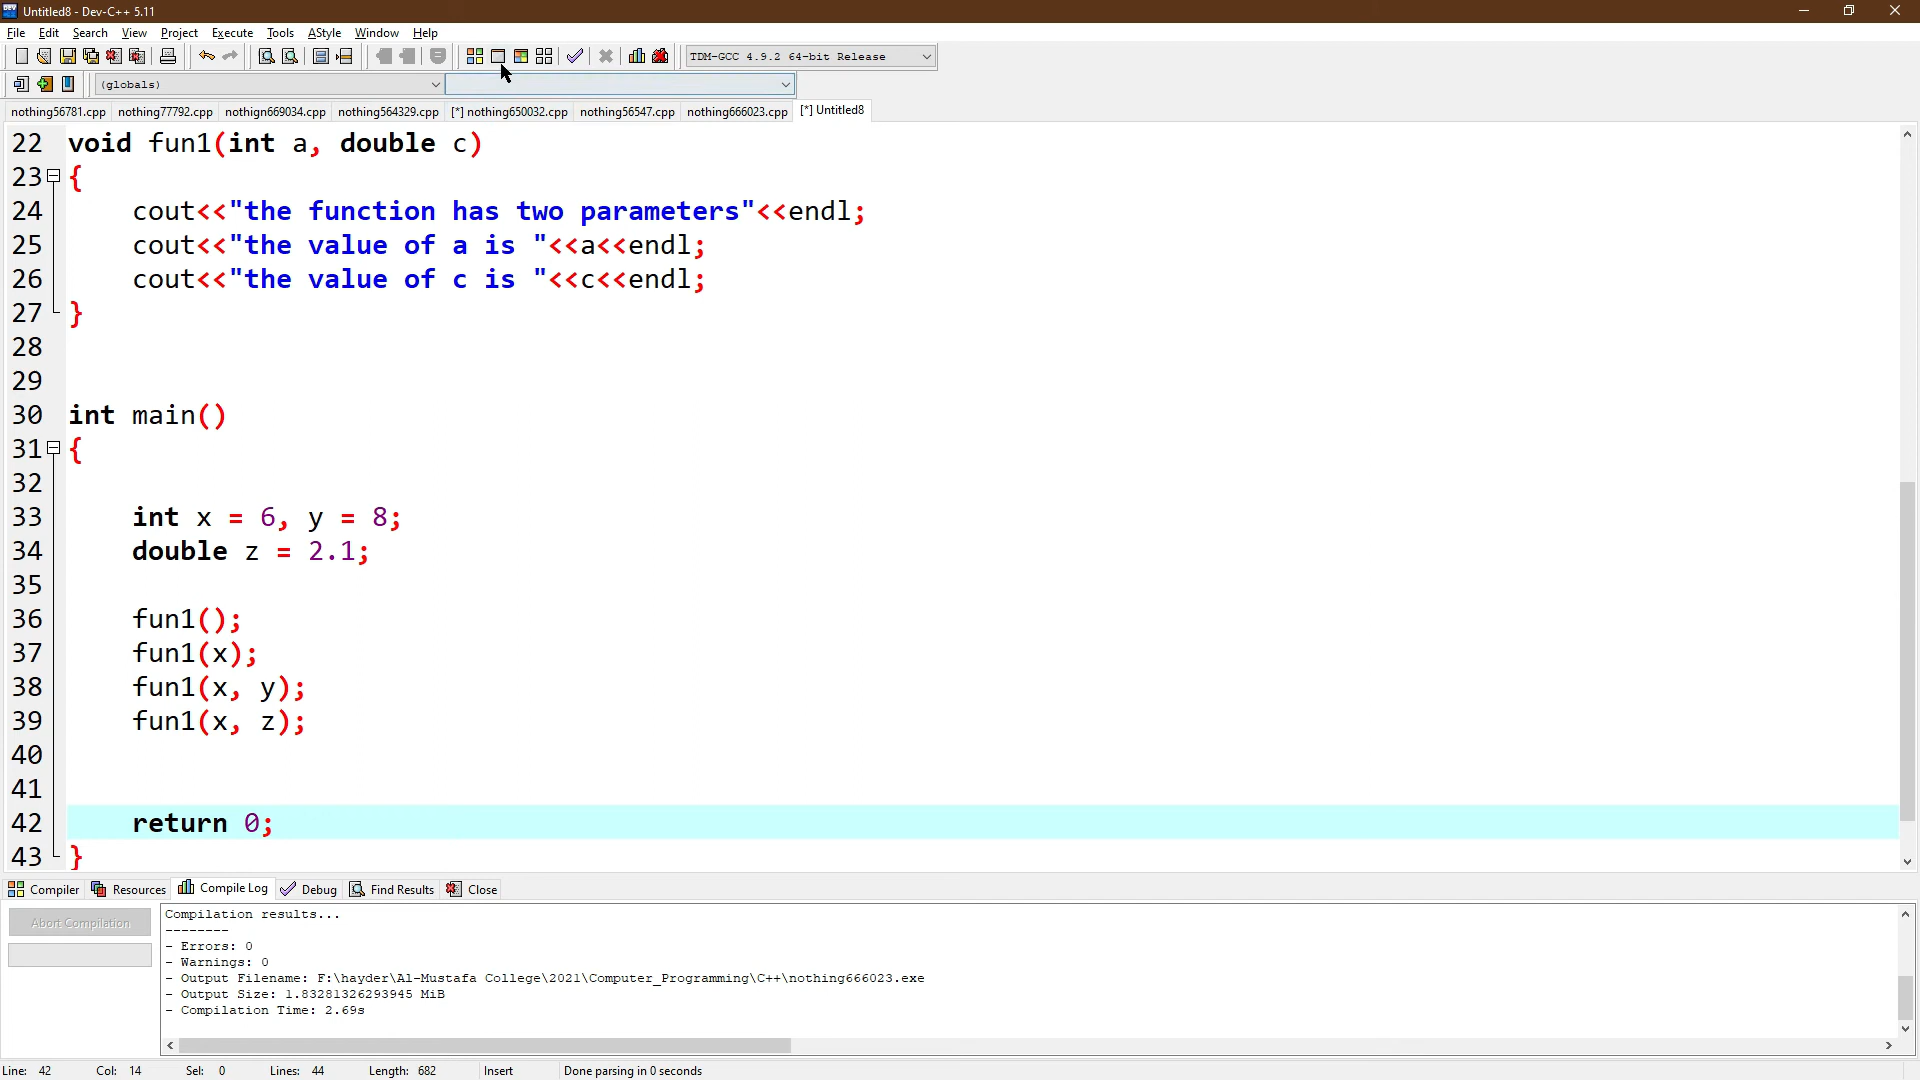 Untitled8 - Dev-C++ 5.11
File Edit Search View Project Execute Tools AStyle Window Help
TDM-GCC 4.9.2 64-bit Release
(globals)
nothing56781.cpp nothing77792.cpp nothign669034.cpp nothing564329.cpp [*] nothing650032.cpp nothing56547.cpp nothing666023.cpp [*] Untitled8
22 void fun1(int a, double c)
23 {
24 cout<<"the function has two parameters"<<endl;
25 cout<<"the value of a is "<<a<<endl;
26 cout<<"the value of c is "<<c<<endl;
27 }
28
29
30 int main()
31 {
32
33 int x = 6, y = 8;
34 double z = 2.1;
35
36 fun1();
37 fun1(x);
38 fun1(x, y);
39 fun1(x, z);
40
41
42 return 0;
43 }
Compiler Resources Compile Log Debug Find Results Close
Abort Compilation
Compilation results...
--------
- Errors: 0
- Warnings: 0
- Output Filename: F:\hayder\Al-Mustafa College\2021\Computer_Programming\C++\nothing666023.exe
- Output Size: 1.83281326293945 MiB
- Compilation Time: 2.69s
Line: 42 Col: 14 Sel: 0 Lines: 44 Length: 682 Insert Done parsing in 0 seconds